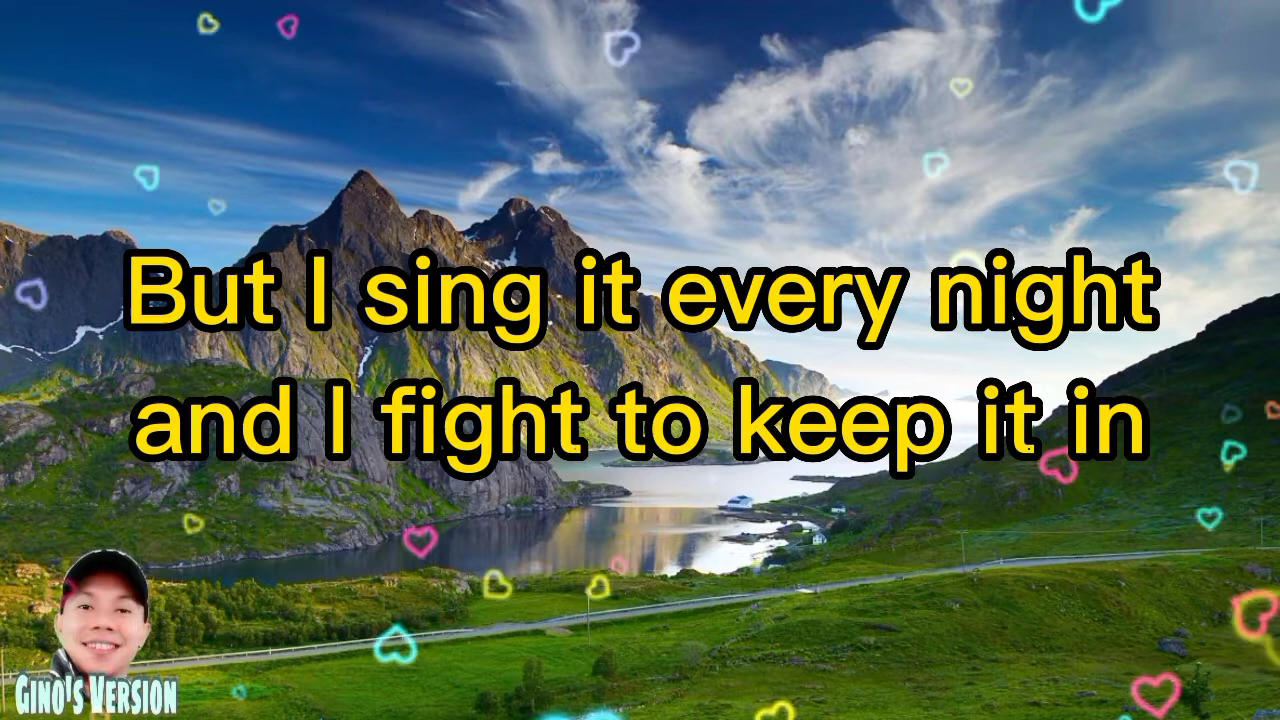 But I sing it every night
and I fight to keep it in
GINO'S VERSION